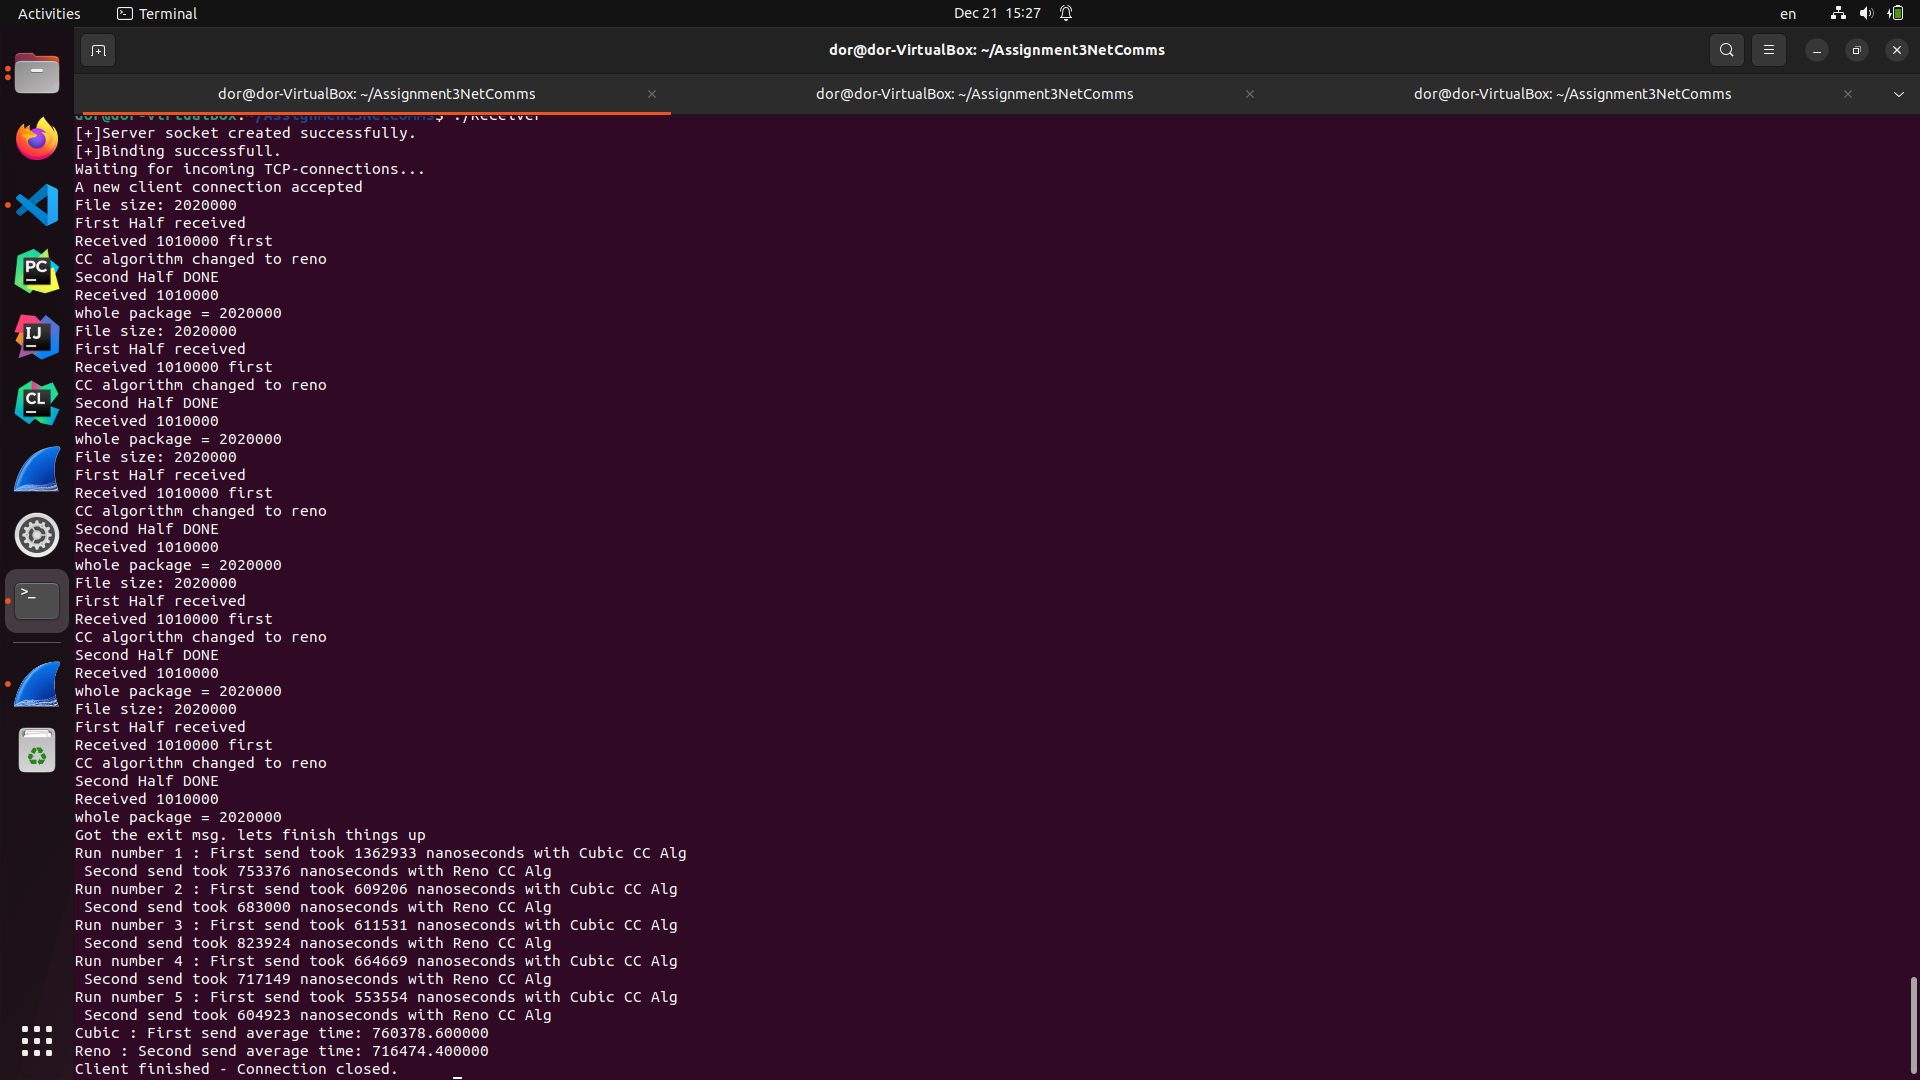 Activities
Terminal
Dec 21 15:27
en
dor@dor-VirtualBox: ~/Assignment3NetComms
dor@dor-VirtualBox: ~/Assignment3NetComms
dor@dor-VirtualBox: ~/Assignment3NetComms
dor@dor-VirtualBox: ~/Assignment3NetComms
dor@dor-VirtualBox:~/Assignment3NetComms$ ./Receiver
[+]Server socket created successfully.
[+]Binding successfull.
Waiting for incoming TCP-connections...
A new client connection accepted
File size: 2020000
First Half received
Received 1010000 first
CC algorithm changed to reno
Second Half DONE
Received 1010000
whole package = 2020000
File size: 2020000
First Half received
Received 1010000 first
CC algorithm changed to reno
Second Half DONE
Received 1010000
whole package = 2020000
File size: 2020000
First Half received
Received 1010000 first
CC algorithm changed to reno
Second Half DONE
Received 1010000
whole package = 2020000
File size: 2020000
First Half received
Received 1010000 first
CC algorithm changed to reno
Second Half DONE
Received 1010000
whole package = 2020000
File size: 2020000
First Half received
Received 1010000 first
CC algorithm changed to reno
Second Half DONE
Received 1010000
whole package = 2020000
Got the exit msg. lets finish things up
Run number 1 : First send took 1362933 nanoseconds with Cubic CC Alg
Second send took 753376 nanoseconds with Reno CC Alg
Run number 2 : First send took 609206 nanoseconds with Cubic CC Alg
Second send took 683000 nanoseconds with Reno CC Alg
Run number 3 : First send took 611531 nanoseconds with Cubic CC Alg
Second send took 823924 nanoseconds with Reno CC Alg
Run number 4 : First send took 664669 nanoseconds with Cubic CC Alg
Second send took 717149 nanoseconds with Reno CC Alg
Run number 5 : First send took 553554 nanoseconds with Cubic CC Alg
Second send took 604923 nanoseconds with Reno CC Alg
Cubic : First send average time: 760378.600000
Reno : Second send average time: 716474.400000
Client finished - Connection closed.
PC
IJ
CL
>_